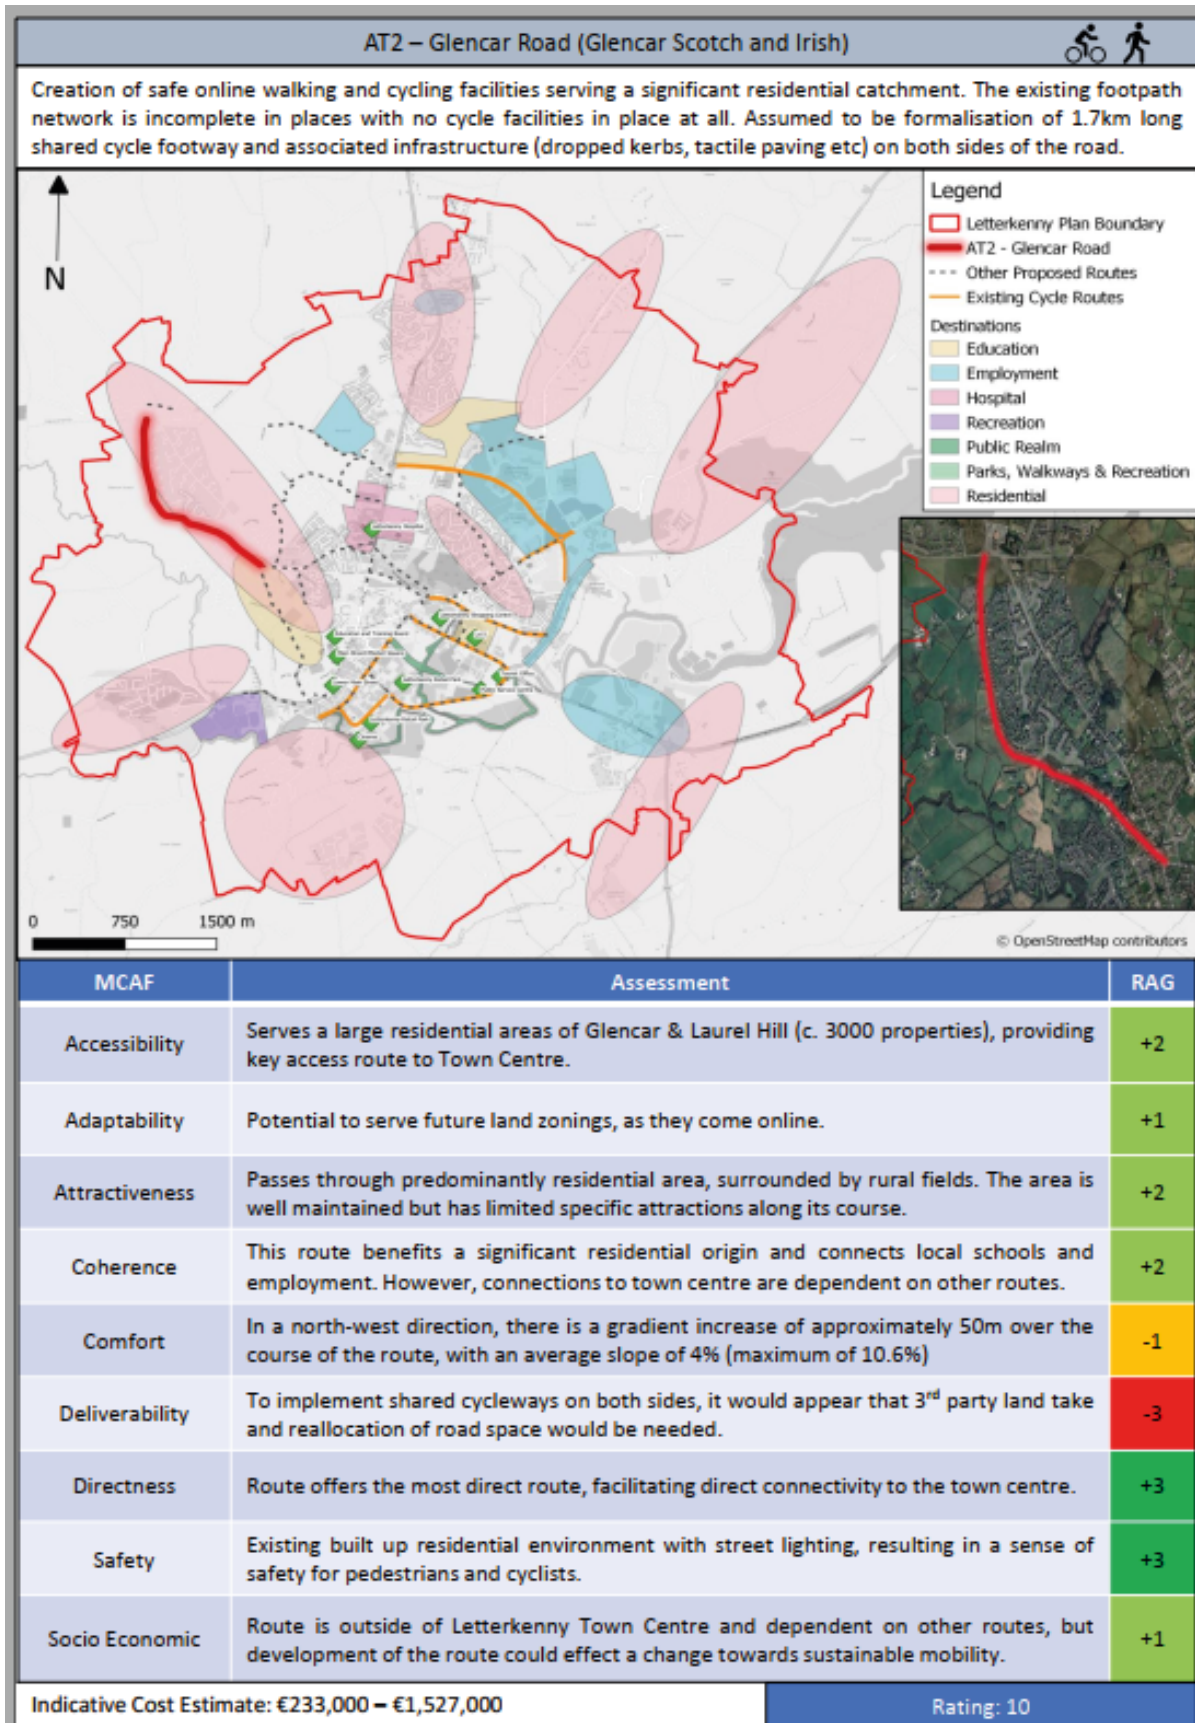 AT2 – Glencar Road (Glencar Scotch and Irish)
Creation of safe online walking and cycling facilities serving a significant residential catchment. The existing footpath
network is incomplete in places with no cycle facilities in place at all. Assumed to be formalisation of 1.7km long
shared cycle footway and associated infrastructure (dropped kerbs, tactile paving etc) on both sides of the road.
N
Legend
Letterkenny Plan Boundary
AT2 - Glencar Road
Other Proposed Routes
Existing Cycle Routes
Destinations
Education
Employment
Hospital
Recreation
Public Realm
Parks, Walkways & Recreation
Residential
Letterkenny Hospital
0 750 1500 m
© OpenStreetMap contributors
MCAF Assessment RAG
Accessibility
Serves a large residential areas of Glencar & Laurel Hill (c. 3000 properties), providing
key access route to Town Centre.
+2
Adaptability
Potential to serve future land zonings, as they come online.
+1
Attractiveness
Passes through predominantly residential area, surrounded by rural fields. The area is
well maintained but has limited specific attractions along its course.
+2
Coherence
This route benefits a significant residential origin and connects local schools and
employment. However, connections to town centre are dependent on other routes.
+2
Comfort
In a north-west direction, there is a gradient increase of approximately 50m over the
course of the route, with an average slope of 4% (maximum of 10.6%)
-1
Deliverability
To implement shared cycleways on both sides, it would appear that 3rd party land take
and reallocation of road space would be needed.
-3
Directness
Route offers the most direct route, facilitating direct connectivity to the town centre.
+3
Safety
Existing built up residential environment with street lighting, resulting in a sense of
safety for pedestrians and cyclists.
+3
Socio Economic
Route is outside of Letterkenny Town Centre and dependent on other routes, but
development of the route could effect a change towards sustainable mobility.
+1
Indicative Cost Estimate: €233,000 – €1,527,000
Rating: 10